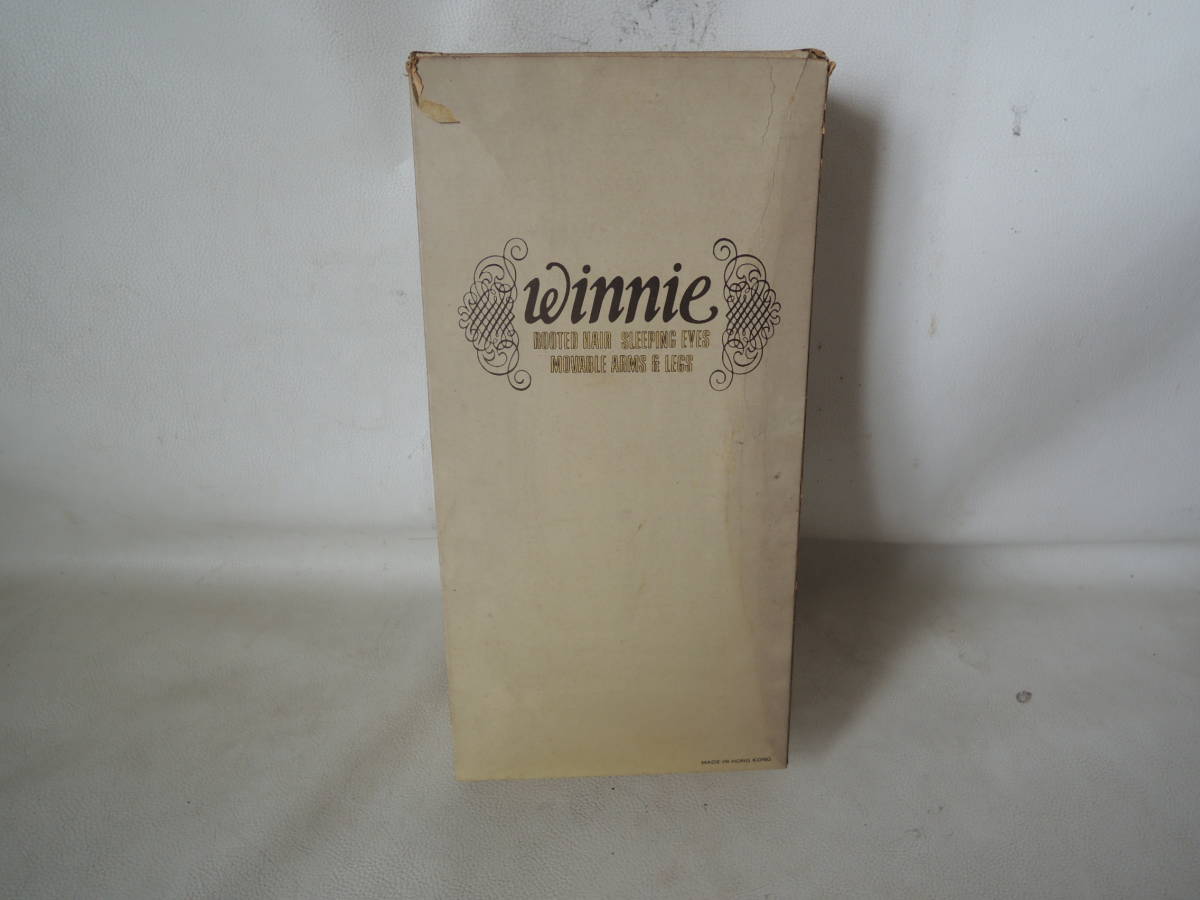 Winnie
ROOTED HAIR SLEEPING EYES
MOVABLE ARMS & LEGS
MADE IN HONG KONG